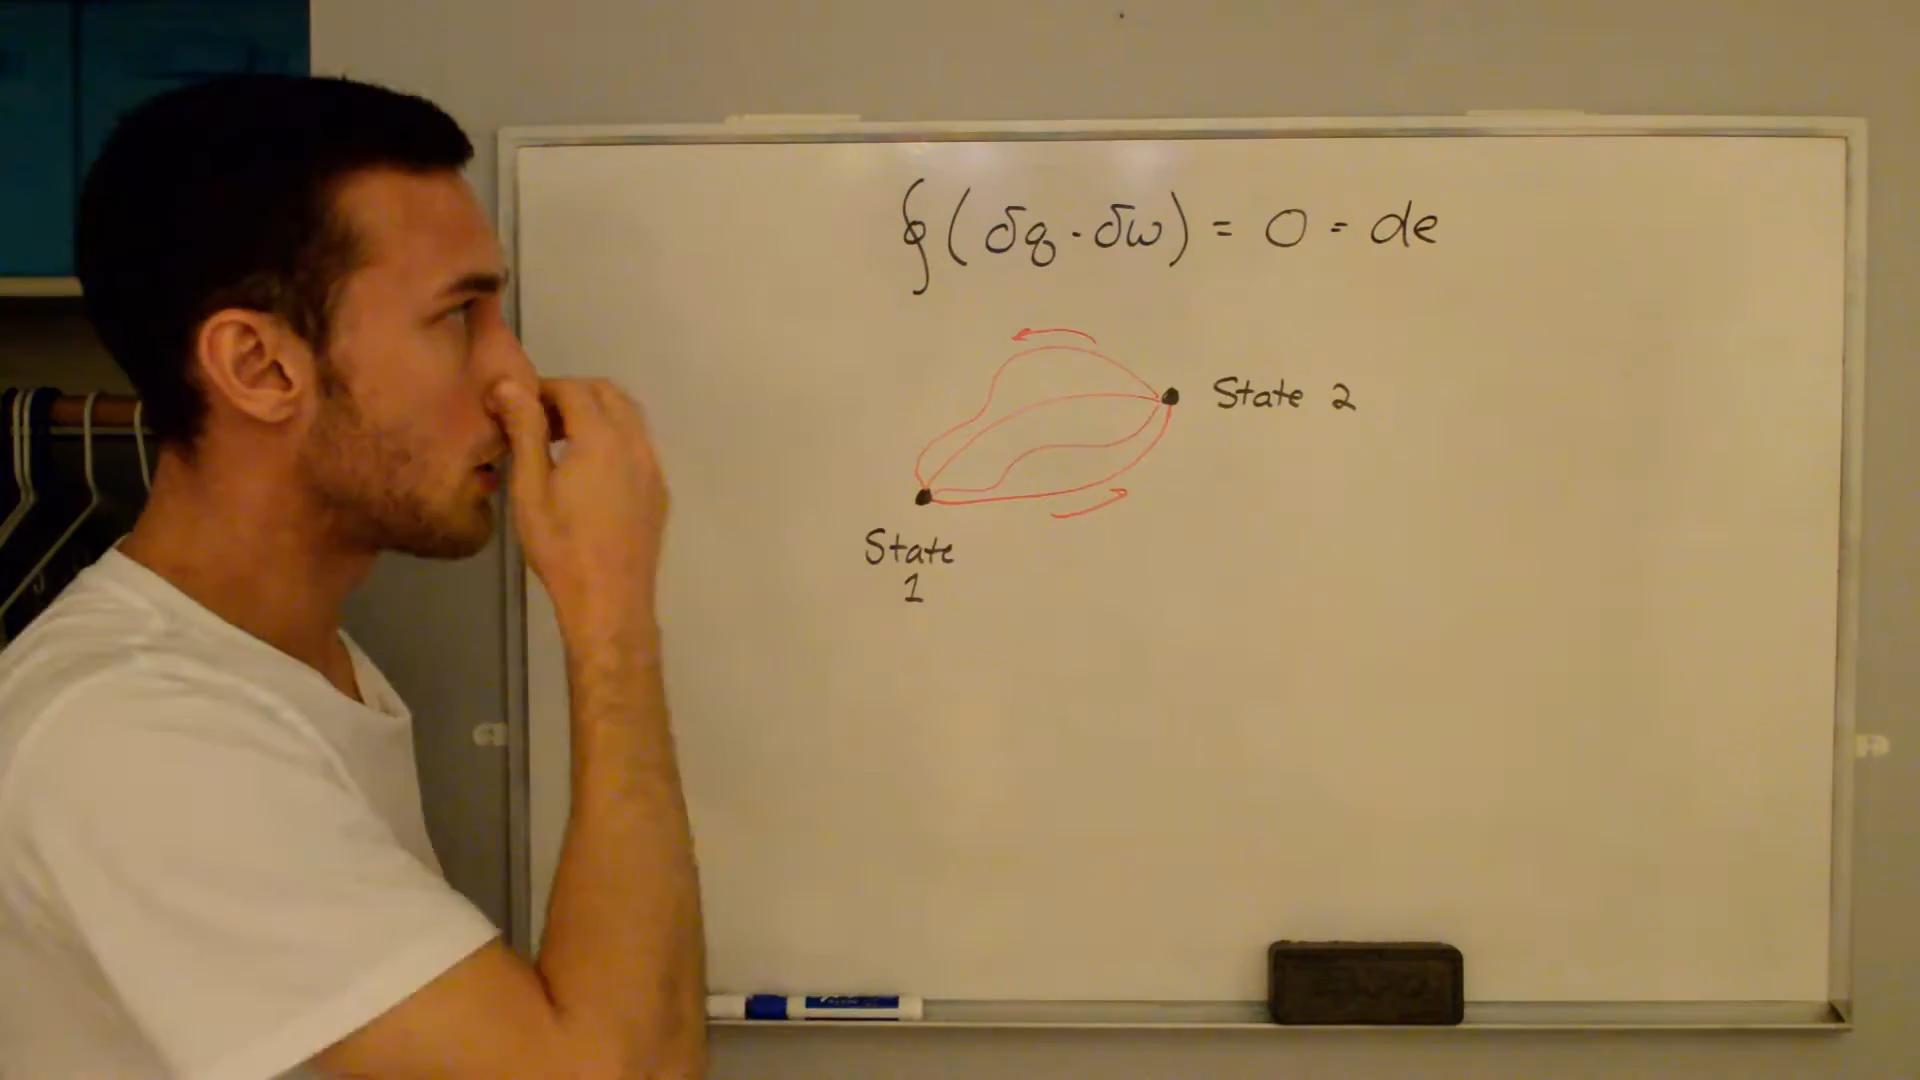 ∮(δq - δw) = 0 = de
State 2
State
1